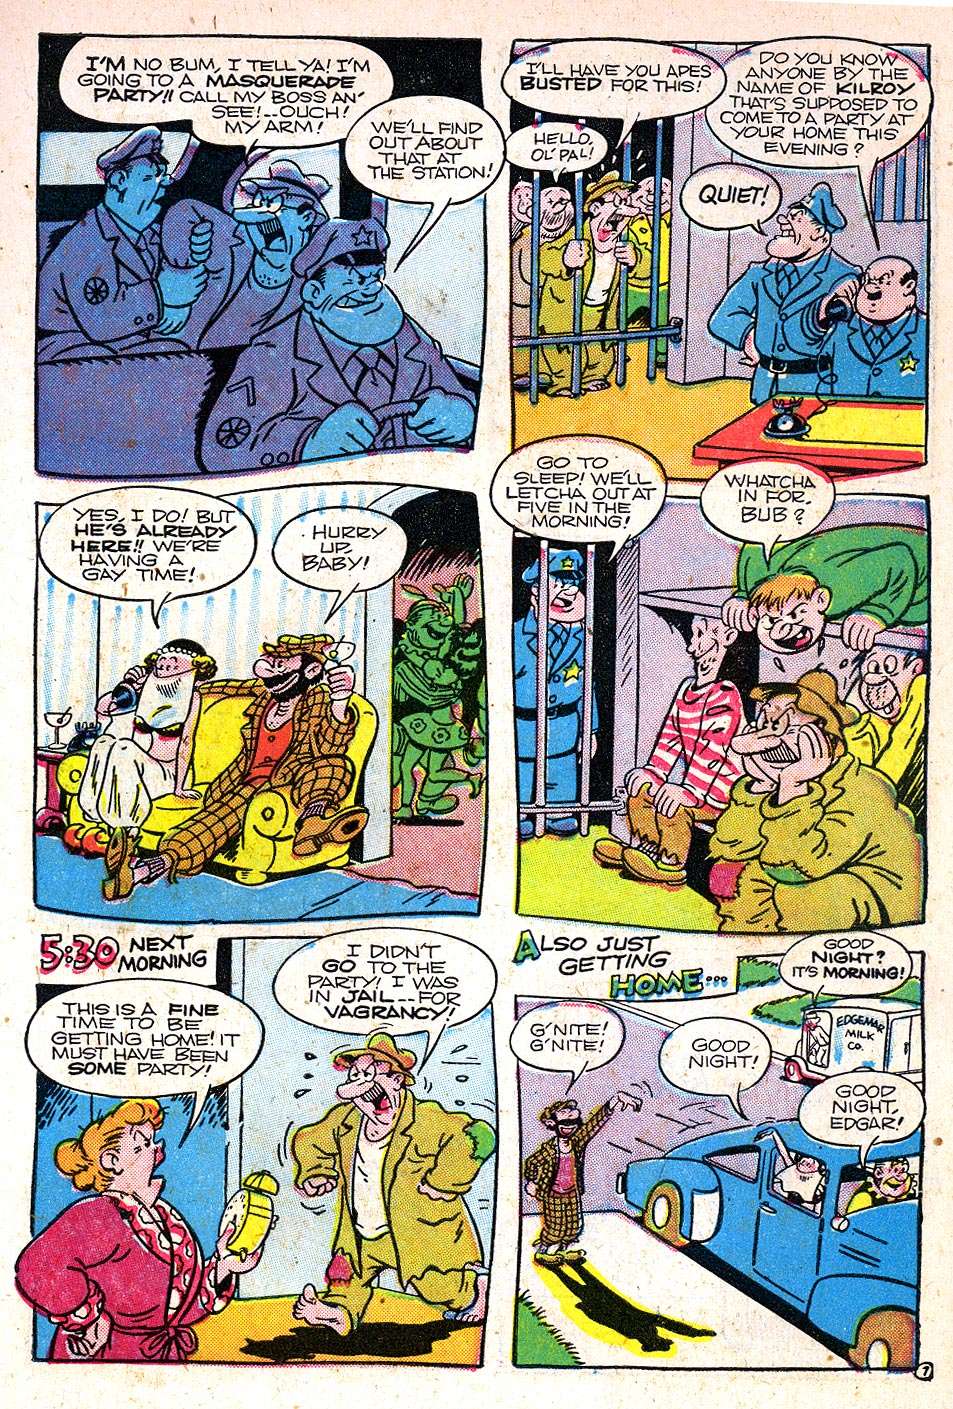 I'M NO BUM, I TELL YA! I'M
GOING TO A MASQUERADE
PARTY!! CALL MY BOSS AN'
SEE!--OUCH!
MY ARM!
WE'LL FIND
OUT ABOUT
THAT AT
THE STATION!
I'LL HAVE YOU APES
BUSTED FOR THIS!
HELLO,
OL' PAL!
QUIET!
DO YOU KNOW
ANYONE BY THE
NAME OF KILROY
THAT'S SUPPOSED TO
COME TO A PARTY AT
YOUR HOME THIS
EVENING?
YES, I DO! BUT
HE'S ALREADY
HERE!! WE'RE
HAVING A
GAY TIME!
HURRY
UP,
BABY!
GO TO
SLEEP! WE'LL
LETCHA OUT AT
FIVE IN THE
MORNING!
WHATCHA
IN FOR,
BUB?
5:30 NEXT
MORNING
THIS IS A FINE
TIME TO BE
GETTING HOME! IT
MUST HAVE BEEN
SOME PARTY!
I DIDN'T
GO TO THE
PARTY! I WAS
IN JAIL--FOR
VAGRANCY!
ALSO JUST
GETTING
HOME...
GOOD
NIGHT?
IT'S MORNING!
EDGEMAR
MILK
CO.
G'NITE!
G'NITE!
GOOD
NIGHT!
GOOD
NIGHT,
EDGAR!
7